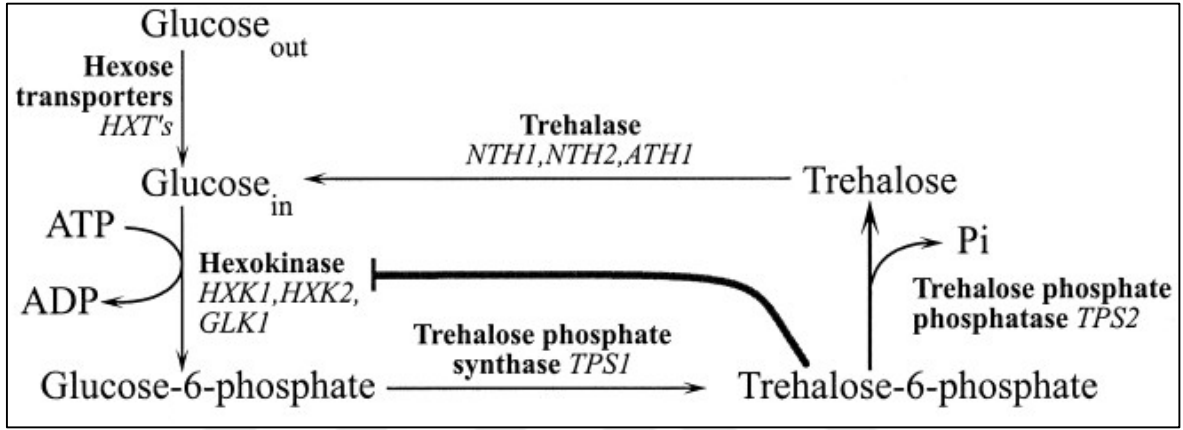 Glucose out
Hexose
transporters
HXT's
Trehalase
NTH1,NTH2,ATH1
Glucose in
Trehalose
ATP
ADP
Hexokinase
HXK1,HXK2,
GLK1
Pi
Trehalose phosphate
phosphatase TPS2
Trehalose phosphate
synthase TPS1
Glucose-6-phosphate
Trehalose-6-phosphate